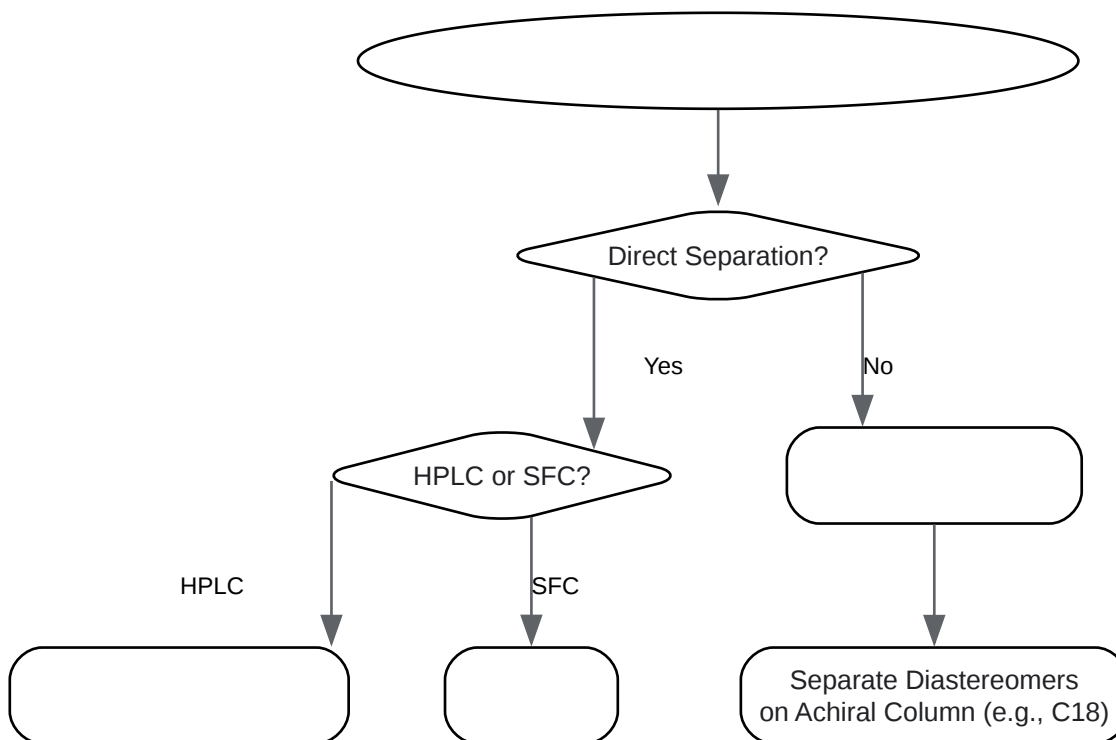 Direct Separation?
Yes
No
HPLC or SFC?
HPLC
SFC
Separate Diastereomers
on Achiral Column (e.g., C18)